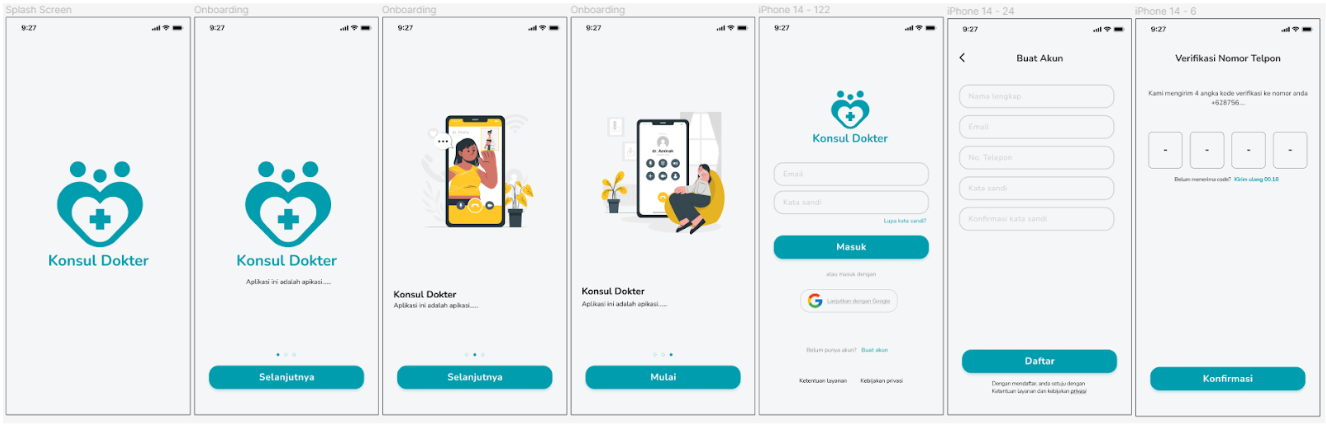 Splash Screen
9:27
Konsul Dokter
Onboarding
9:27
Konsul Dokter
Aplikasi ini adalah apikasi.....
Selanjutnya
Onboarding
9:27
Konsul Dokter
Aplikasi ini adalah apikasi.....
Selanjutnya
Onboarding
9:27
dr. Aminah
Konsul Dokter
Aplikasi ini adalah apikasi.....
Mulai
iPhone 14 - 122
9:27
Konsul Dokter
Email
Kata sandi
Lupa kata sandi?
Masuk
atau masuk dengan
Lanjutkan dengan Google
Belum punya akun? Buat akun
Ketentuan layanan Kebijakan privasi
iPhone 14 - 24
9:27
Buat Akun
Nama lengkap
Email
No. Telepon
Kata sandi
Konfirmasi kata sandi
Daftar
Dengan mendaftar, anda setuju dengan
Ketentuan layanan dan kebijakan privasi
iPhone 14 - 6
9:27
Verifikasi Nomor Telpon
Kami mengirim 4 angka kode verifikasi ke nomor anda
+628756...
- - - -
Belum menerima code? Kirim ulang 00.18
Konfirmasi